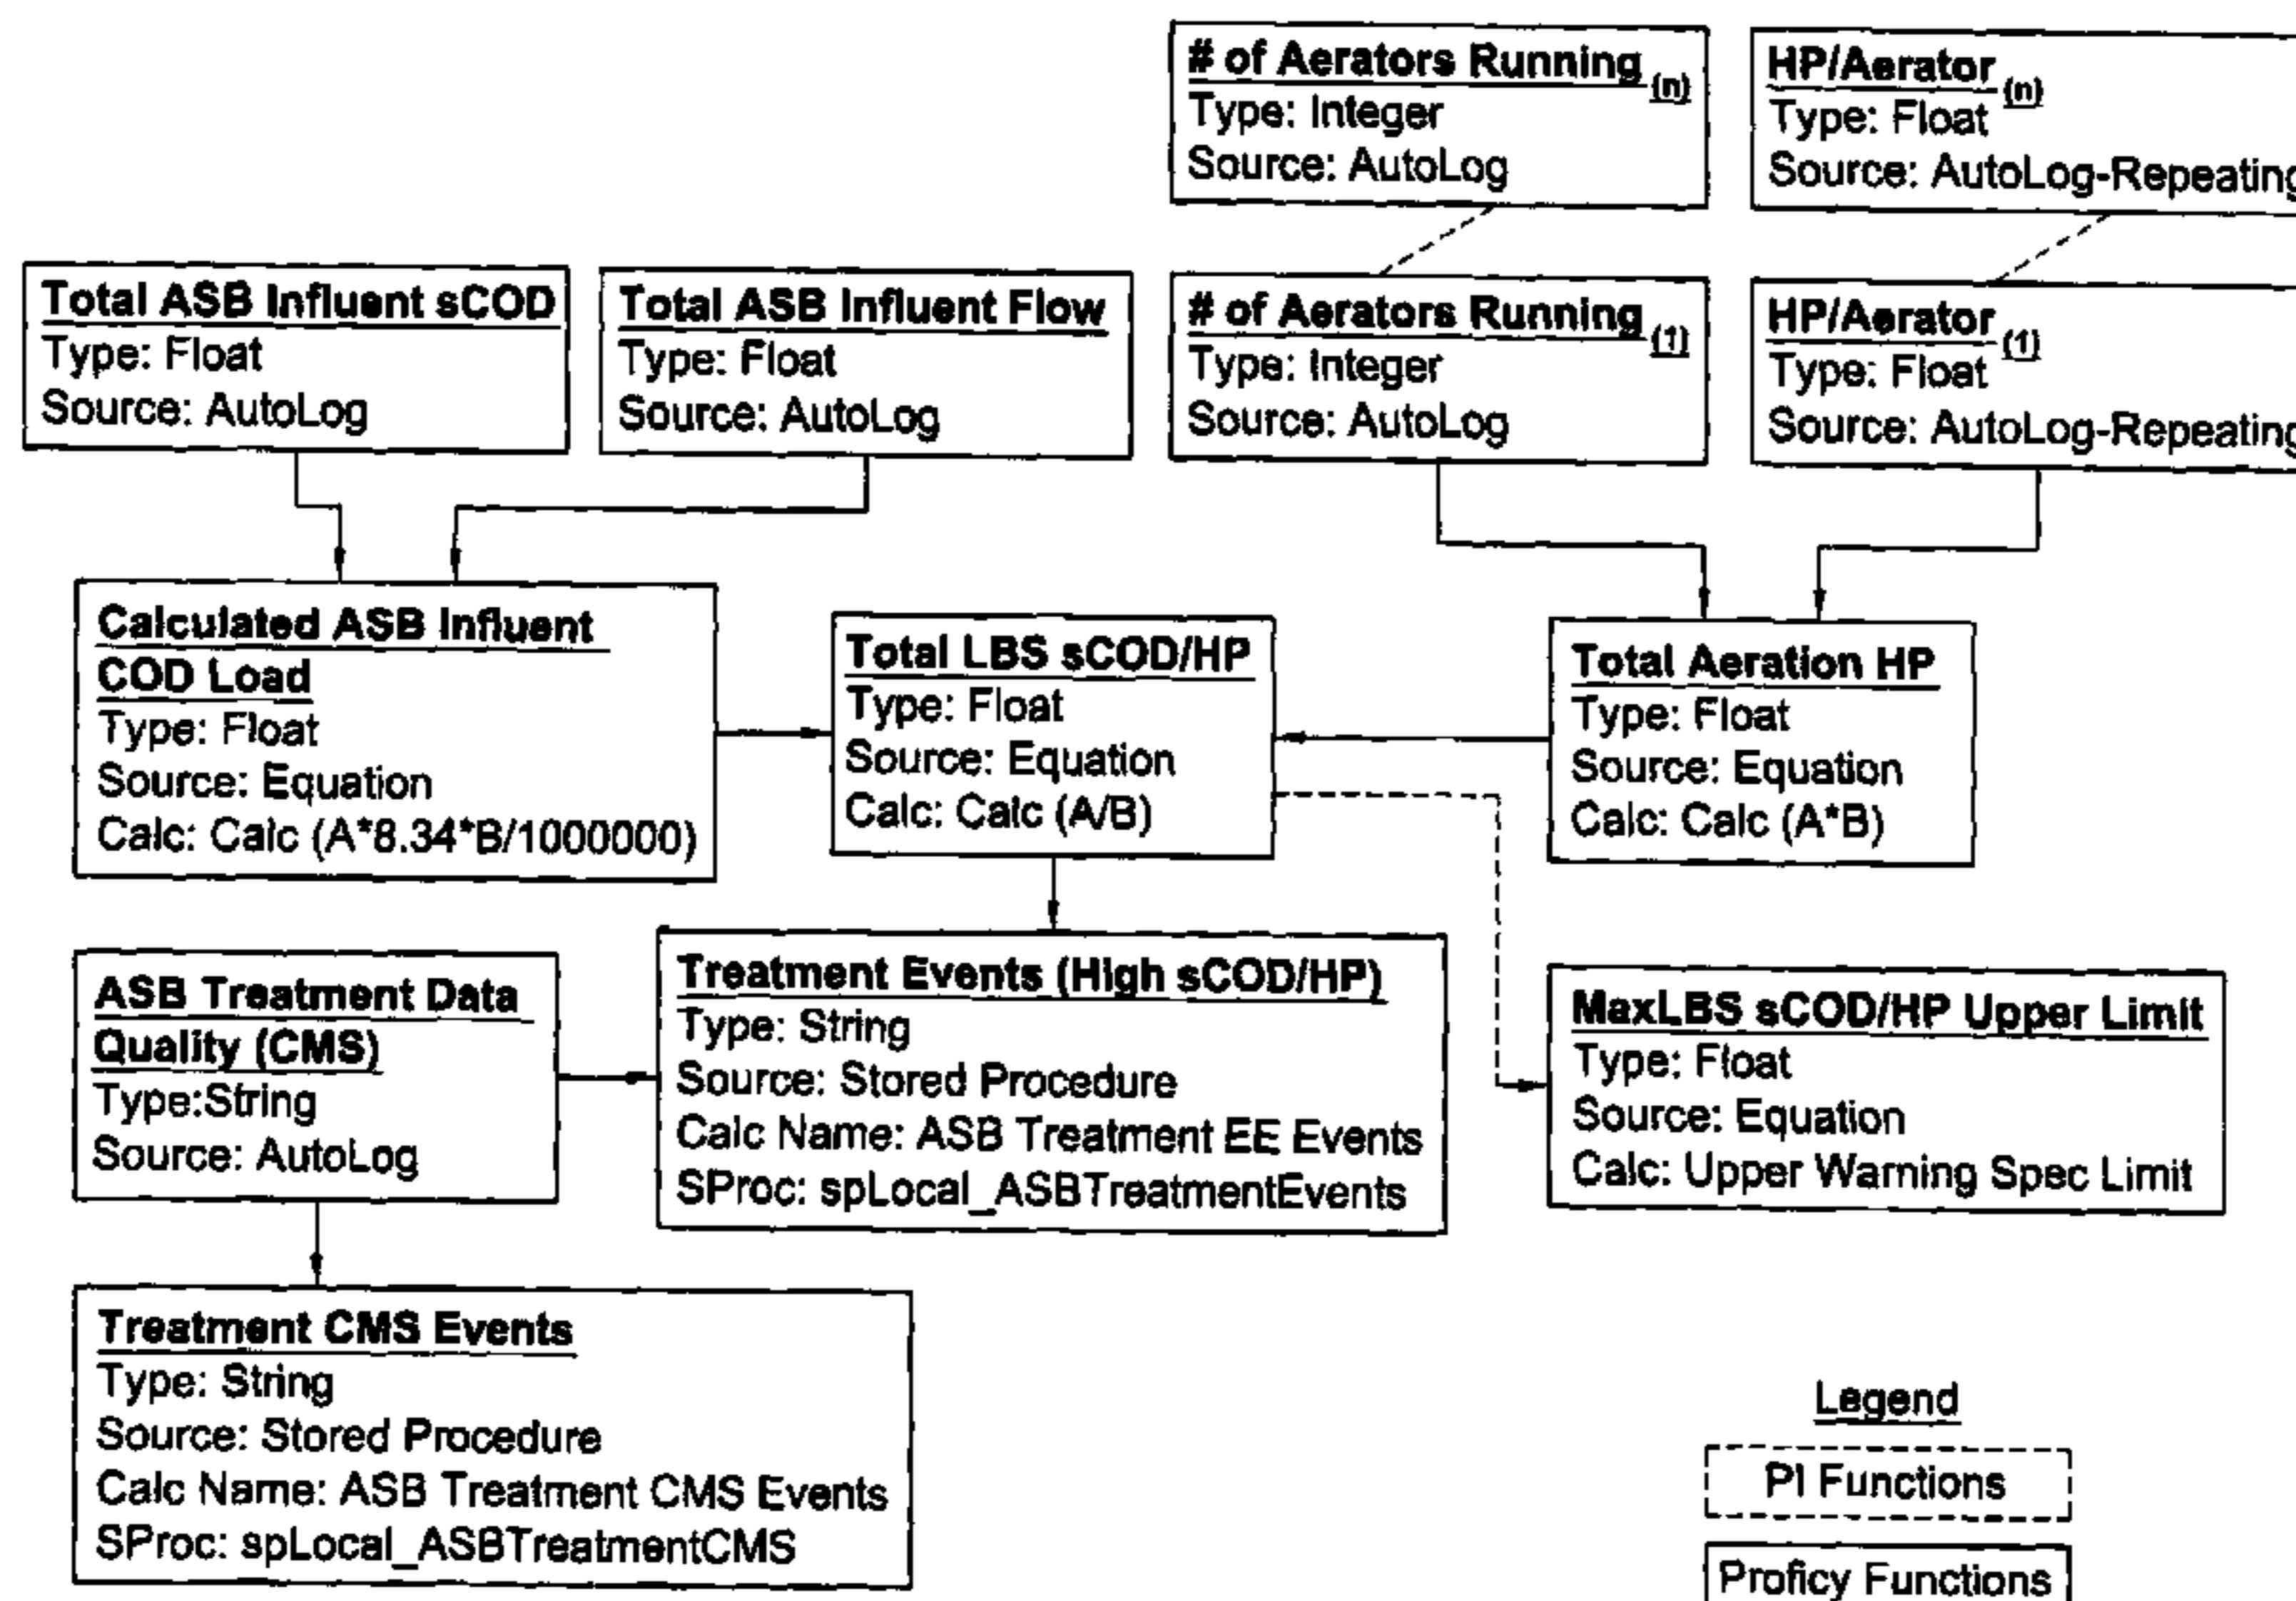 # of Aerators Running (n)
Type: Integer
Source: AutoLog
HP/Aerator (n)
Type: Float
Source: AutoLog-Repeating
Total ASB Influent sCOD
Type: Float
Source: AutoLog
Total ASB Influent Flow
Type: Float
Source: AutoLog
# of Aerators Running (1)
Type: Integer
Source: AutoLog
HP/Aerator (1)
Type: Float
Source: AutoLog-Repeating
Calculated ASB Influent
COD Load
Type: Float
Source: Equation
Calc: Calc (A*8.34*B/1000000)
Total LBS sCOD/HP
Type: Float
Source: Equation
Calc: Calc (A/B)
Total Aeration HP
Type: Float
Source: Equation
Calc: Calc (A*B)
ASB Treatment Data
Quality (CMS)
Type:String
Source: AutoLog
Treatment Events (High sCOD/HP)
Type: String
Source: Stored Procedure
Calc Name: ASB Treatment EE Events
SProc: spLocal_ASBTreatmentEvents
MaxLBS sCOD/HP Upper Limit
Type: Float
Source: Equation
Calc: Upper Warning Spec Limit
Treatment CMS Events
Type: String
Source: Stored Procedure
Calc Name: ASB Treatment CMS Events
SProc: spLocal_ASBTreatmentCMS
Legend
PI Functions
Proficy Functions